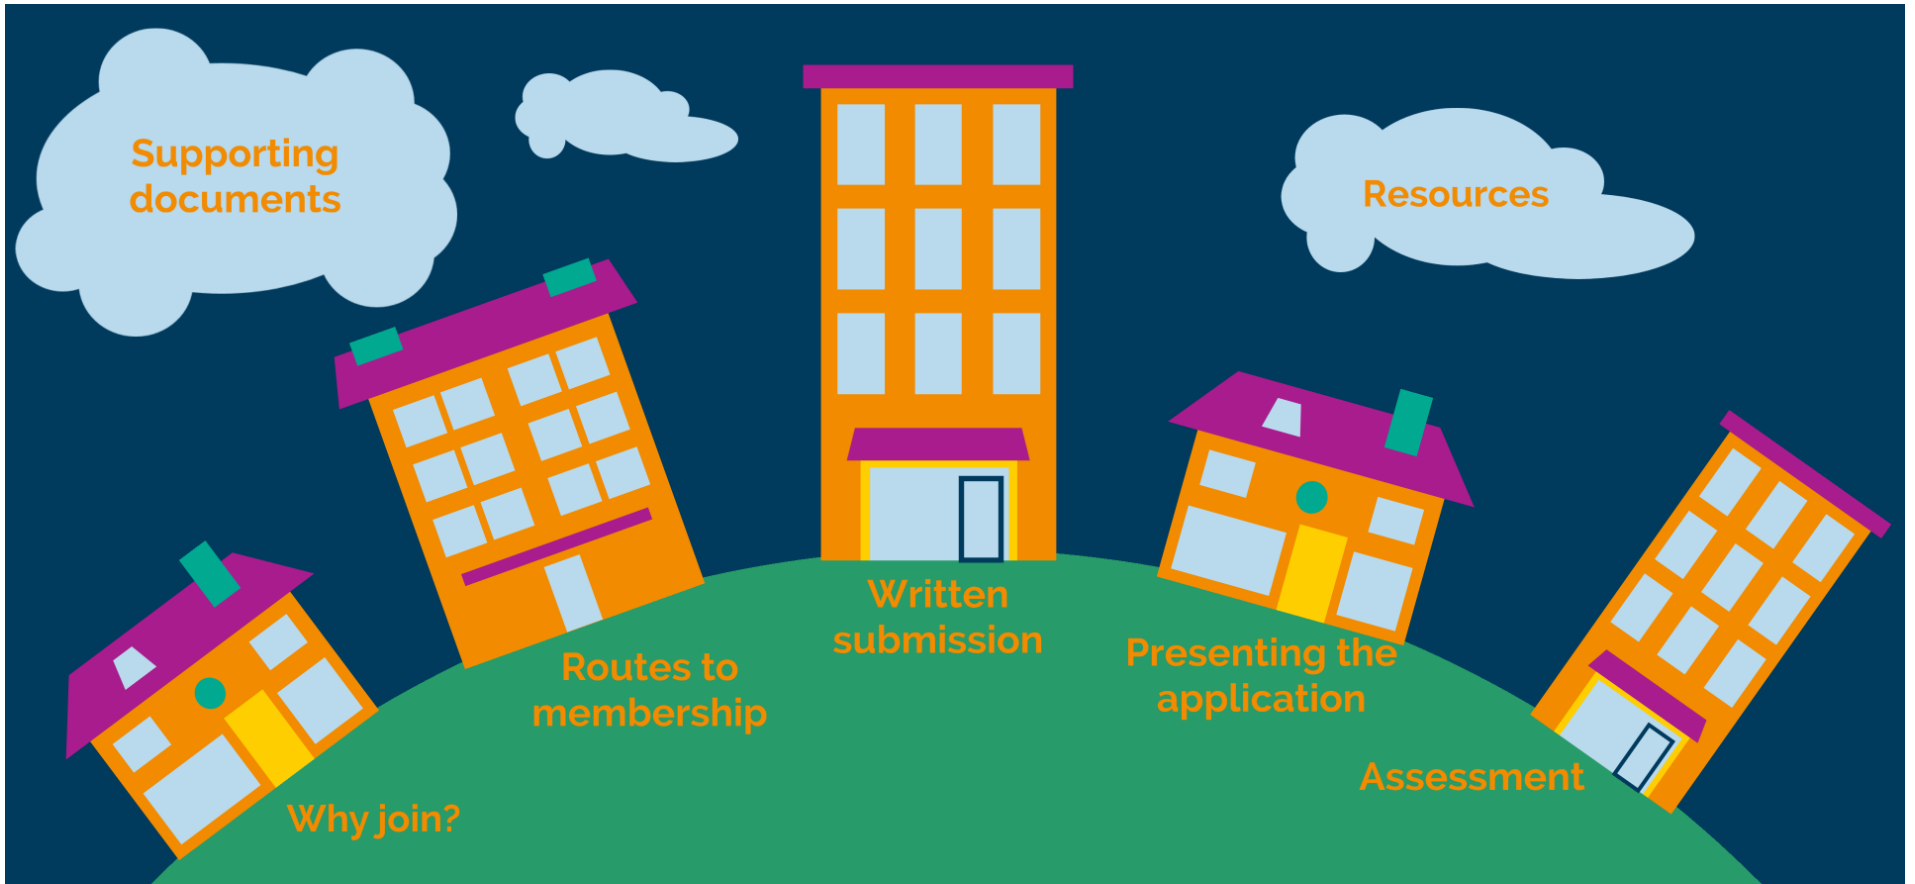 Supporting
documents
Resources
Why join?
Routes to
membership
Written
submission
Presenting the
application
Assessment